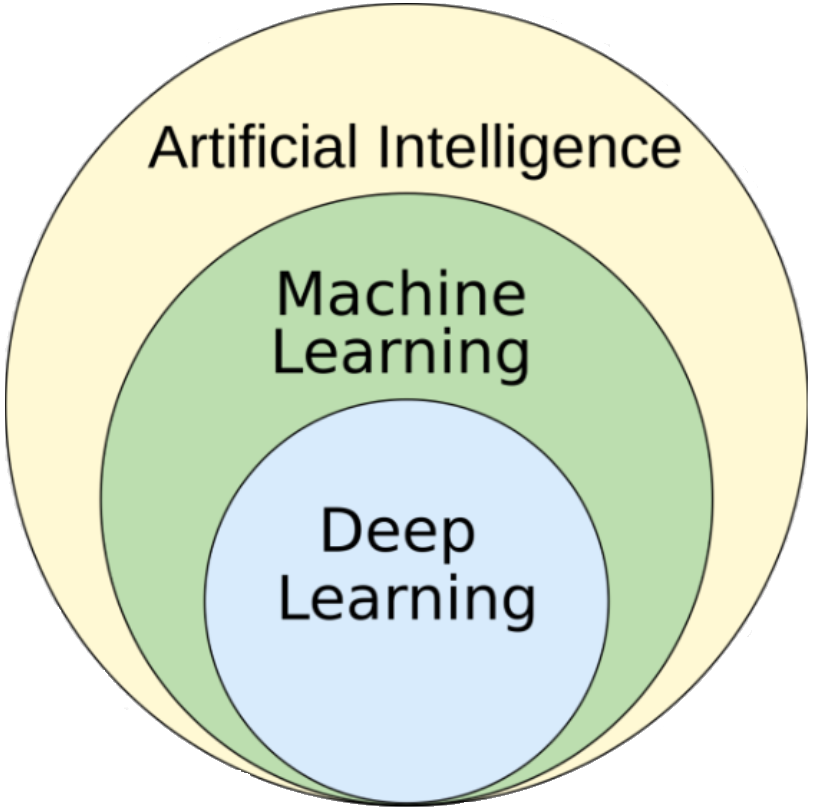 Artificial Intelligence
Machine
Learning
Deep
Learning